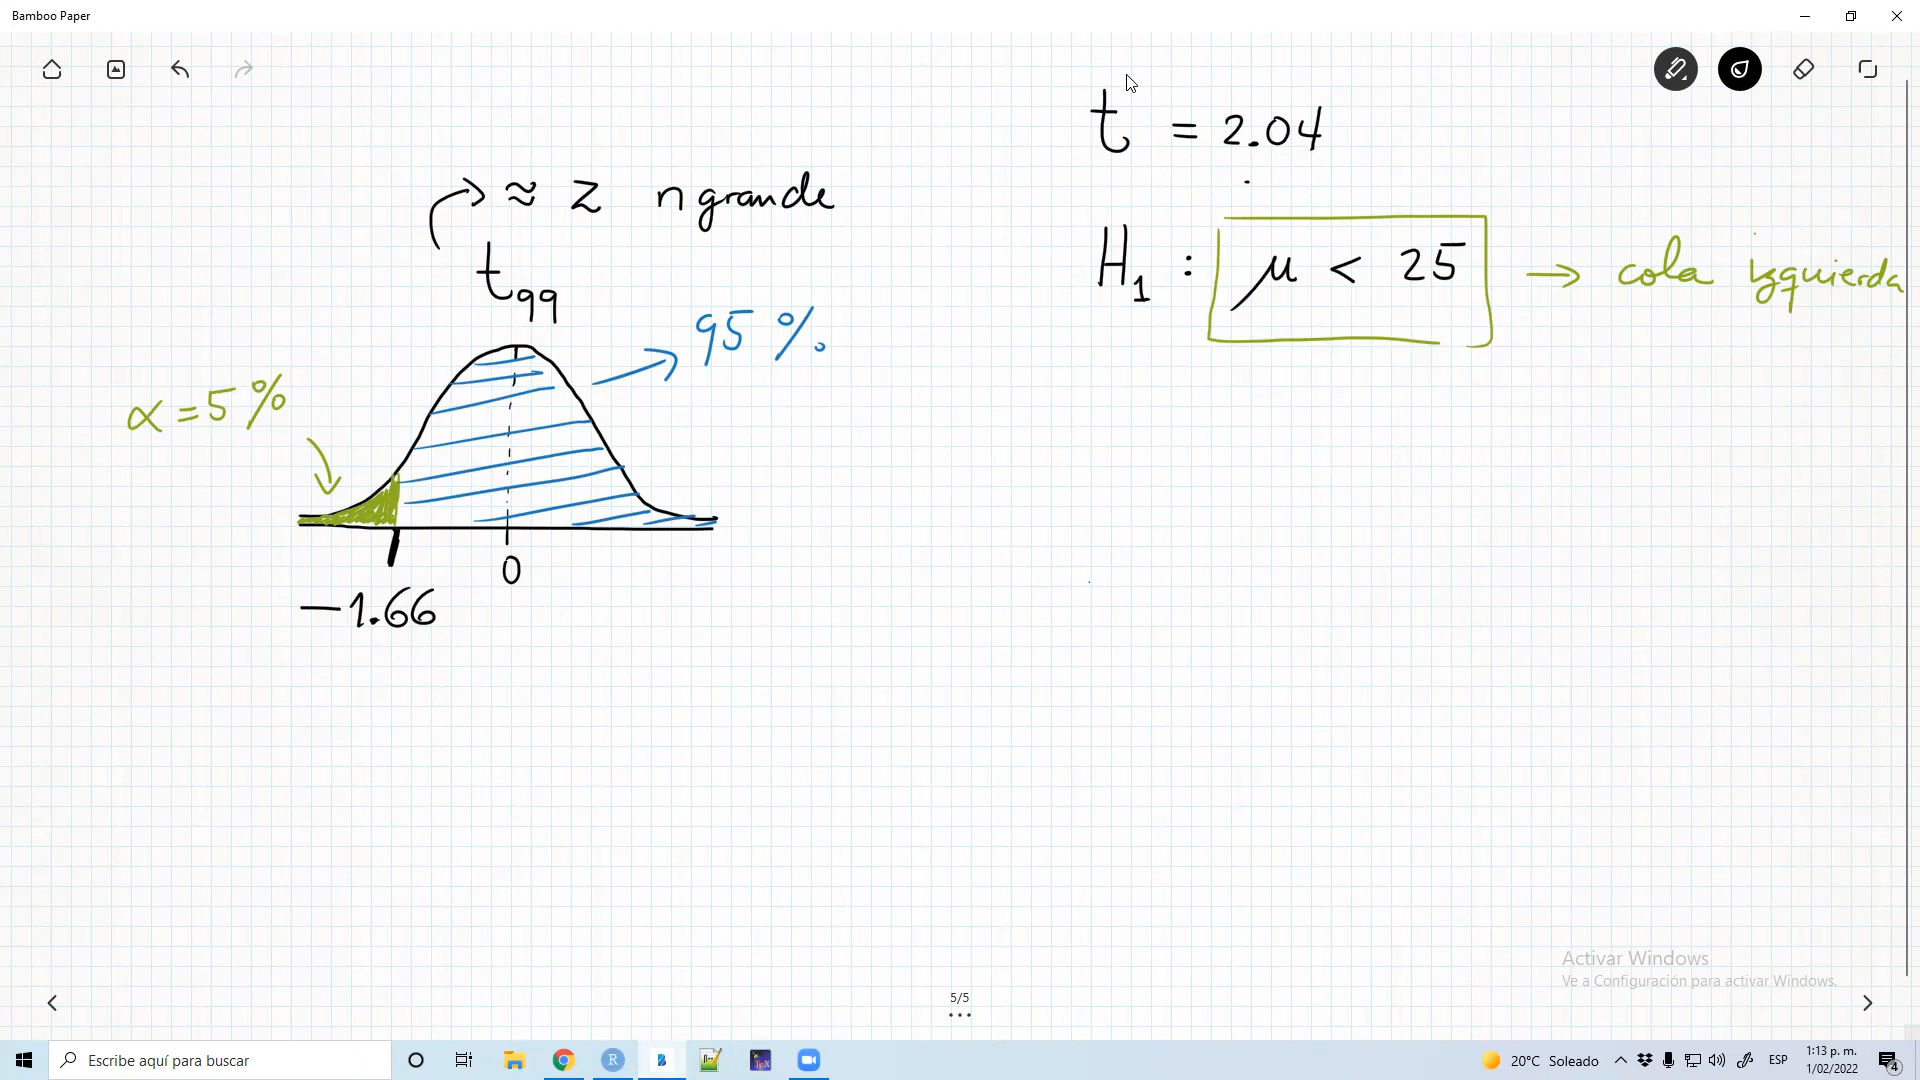 Bamboo Paper
t = 2.04
≈ z n grande
H₁ : μ < 25 → cola izquierda
t₉₉
95 %
α = 5 %
0
-1.66
Activar Windows
Ve a Configuración para activar Windows.
5/5
Escribe aquí para buscar
20°C Soleado
ESP
1:13 p. m.
1/02/2022
4